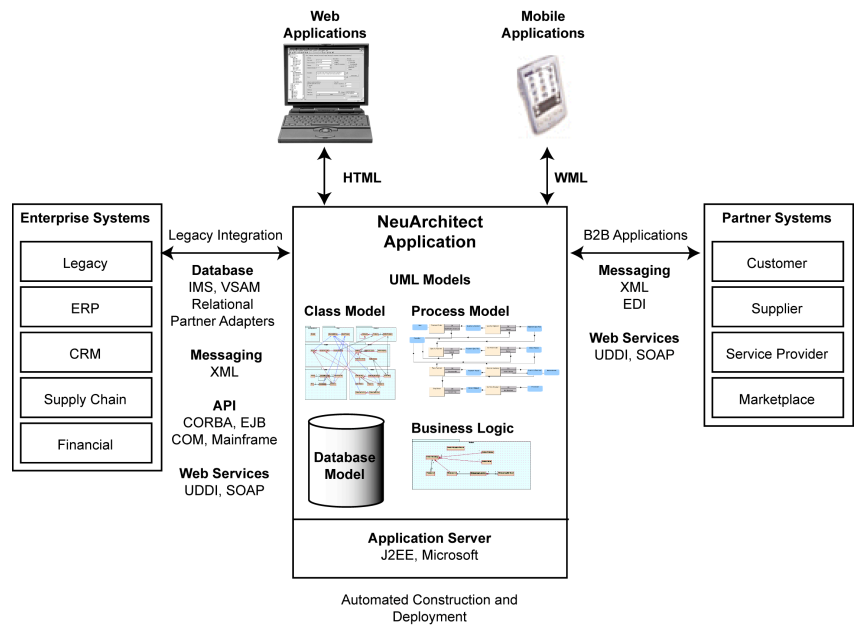 Web
Applications
Mobile
Applications
HTML
WML
Enterprise Systems
Legacy
ERP
CRM
Supply Chain
Financial
Legacy Integration
Database
IMS, VSAM
Relational
Partner Adapters
Messaging
XML
API
CORBA, EJB
COM, Mainframe
Web Services
UDDI, SOAP
NeuArchitect
Application
UML Models
Class Model
Process Model
Database
Model
Business Logic
Application Server
J2EE, Microsoft
B2B Applications
Messaging
XML
EDI
Web Services
UDDI, SOAP
Partner Systems
Customer
Supplier
Service Provider
Marketplace
Automated Construction and
Deployment